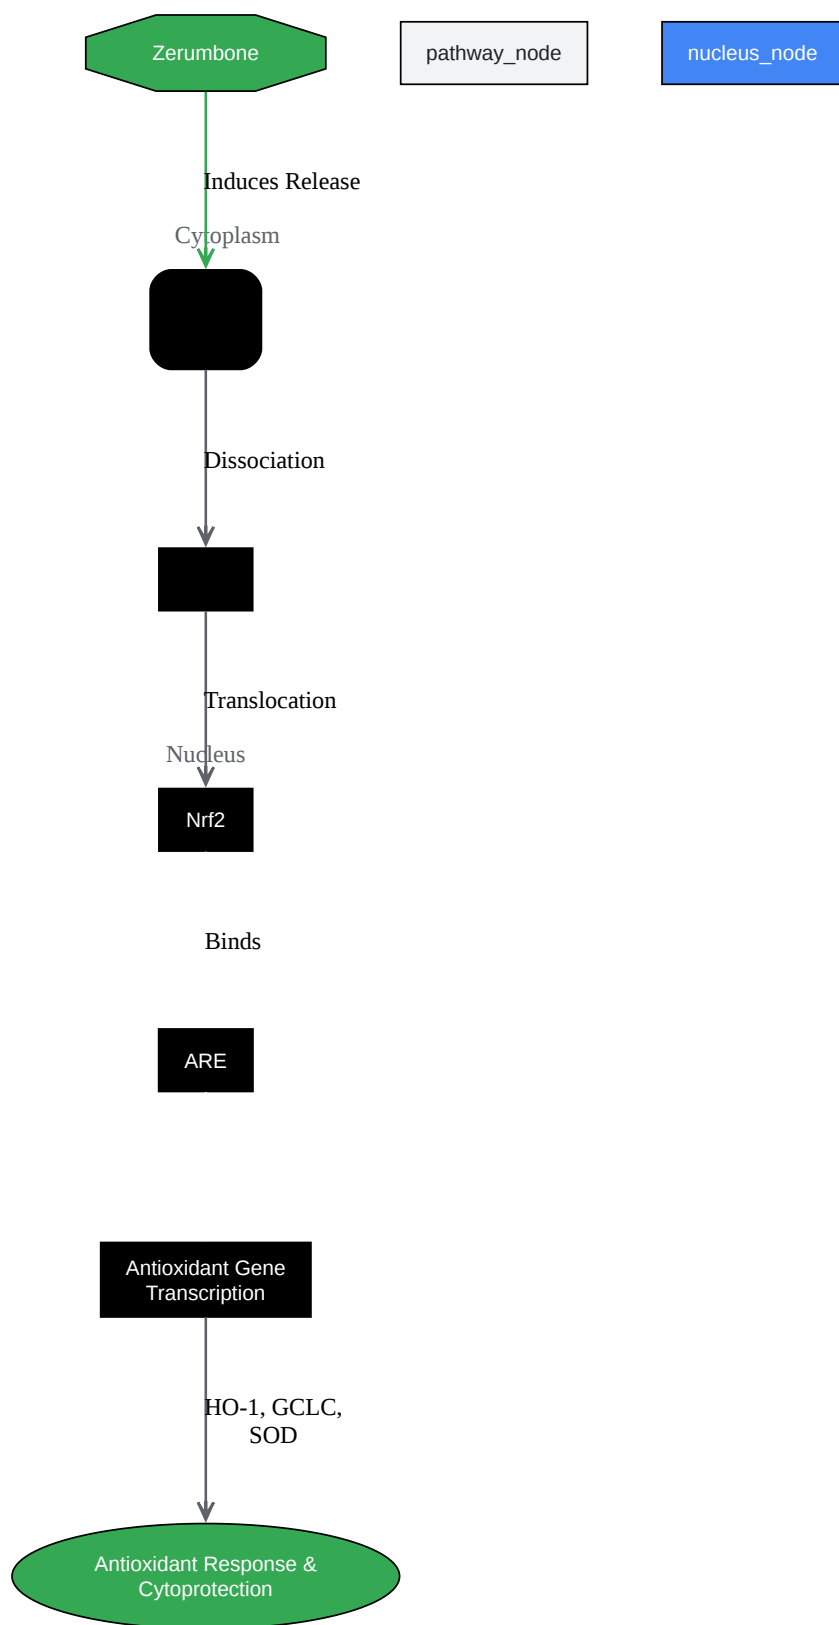 Zerumbone
pathway_node
nucleus_node
Induces Release
Cytoplasm
Dissociation
Translocation
Nucleus
Nrf2
Binds
ARE
Antioxidant Gene
Transcription
HO-1, GCLC,
SOD
Antioxidant Response &
Cytoprotection